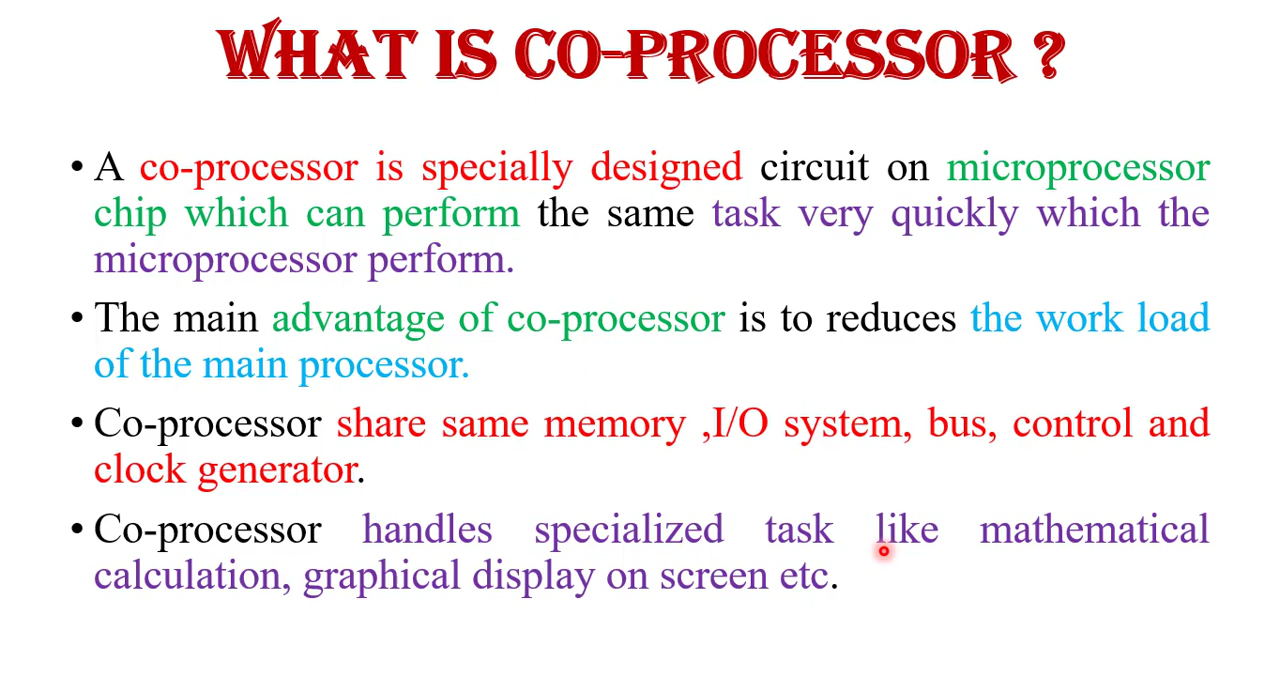 WHAT IS CO-PROCESSOR ?
• A co-processor is specially designed circuit on microprocessor
chip which can perform the same task very quickly which the
microprocessor perform.
• The main advantage of co-processor is to reduces the work load
of the main processor.
• Co-processor share same memory ,I/O system, bus, control and
clock generator.
• Co-processor handles specialized task like mathematical
calculation, graphical display on screen etc.